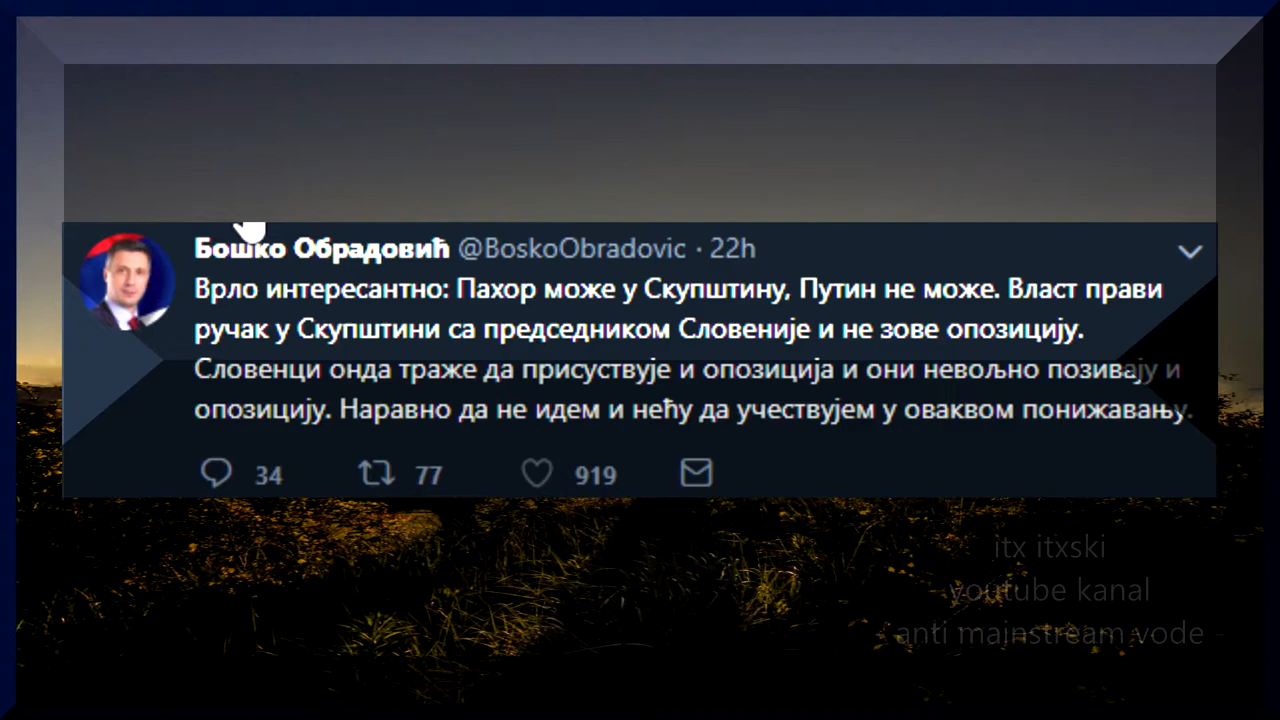 Бошко Обрадовић @BoskoObradovic · 22h
Врло интересантно: Пахор може у Скупштину, Путин не може. Власт прави
ручак у Скупштини са председником Словеније и не зове опозицију.
Словенци онда траже да присуствује и опозиција и они невољно позивају и
опозицију. Наравно да не идем и нећу да учествујем у оваквом понижавању.
34 77 919
itx itxski
youtube kanal
anti mainstream vode